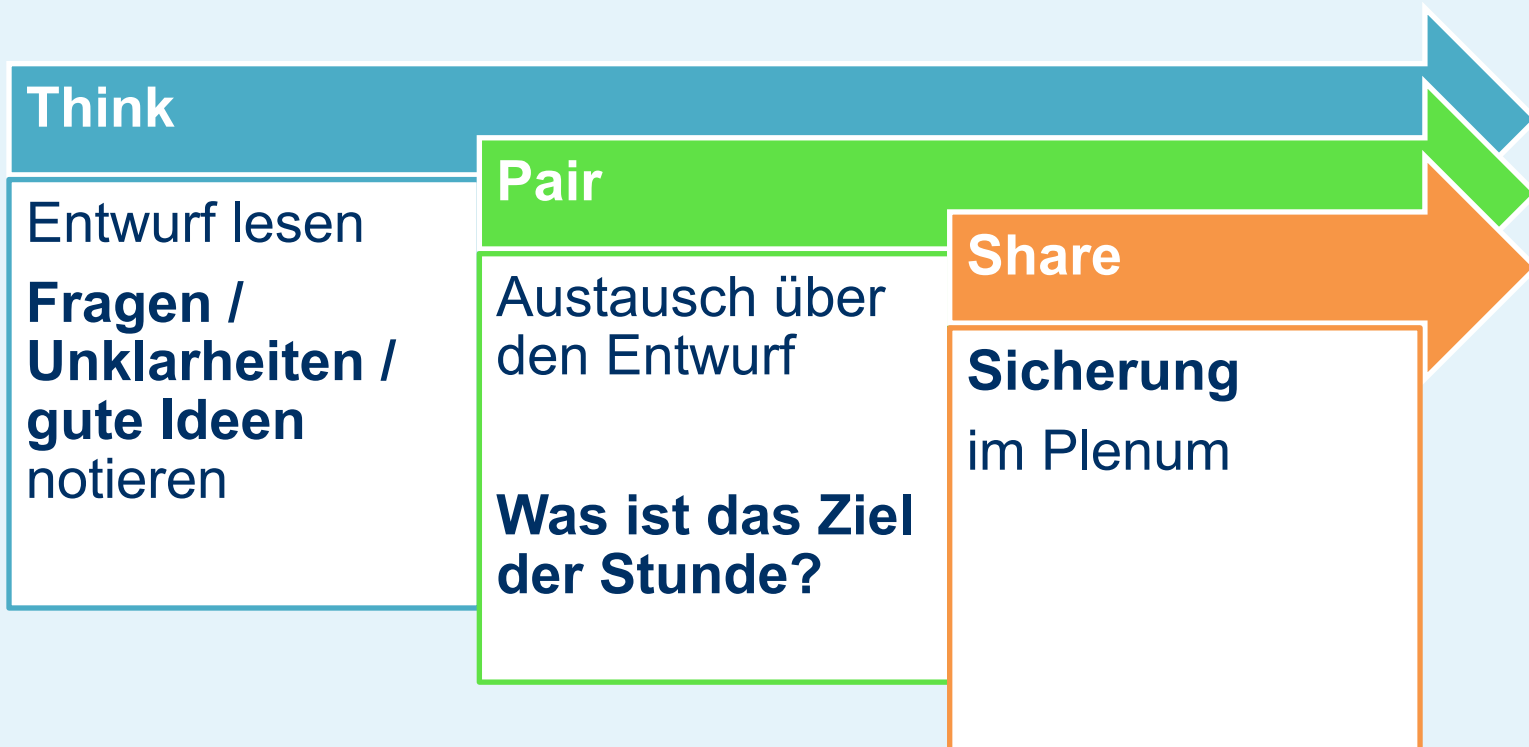 Think
Entwurf lesen
Fragen /
Unklarheiten /
gute Ideen
notieren
Pair
Austausch über
den Entwurf
Was ist das Ziel
der Stunde?
Share
Sicherung
im Plenum